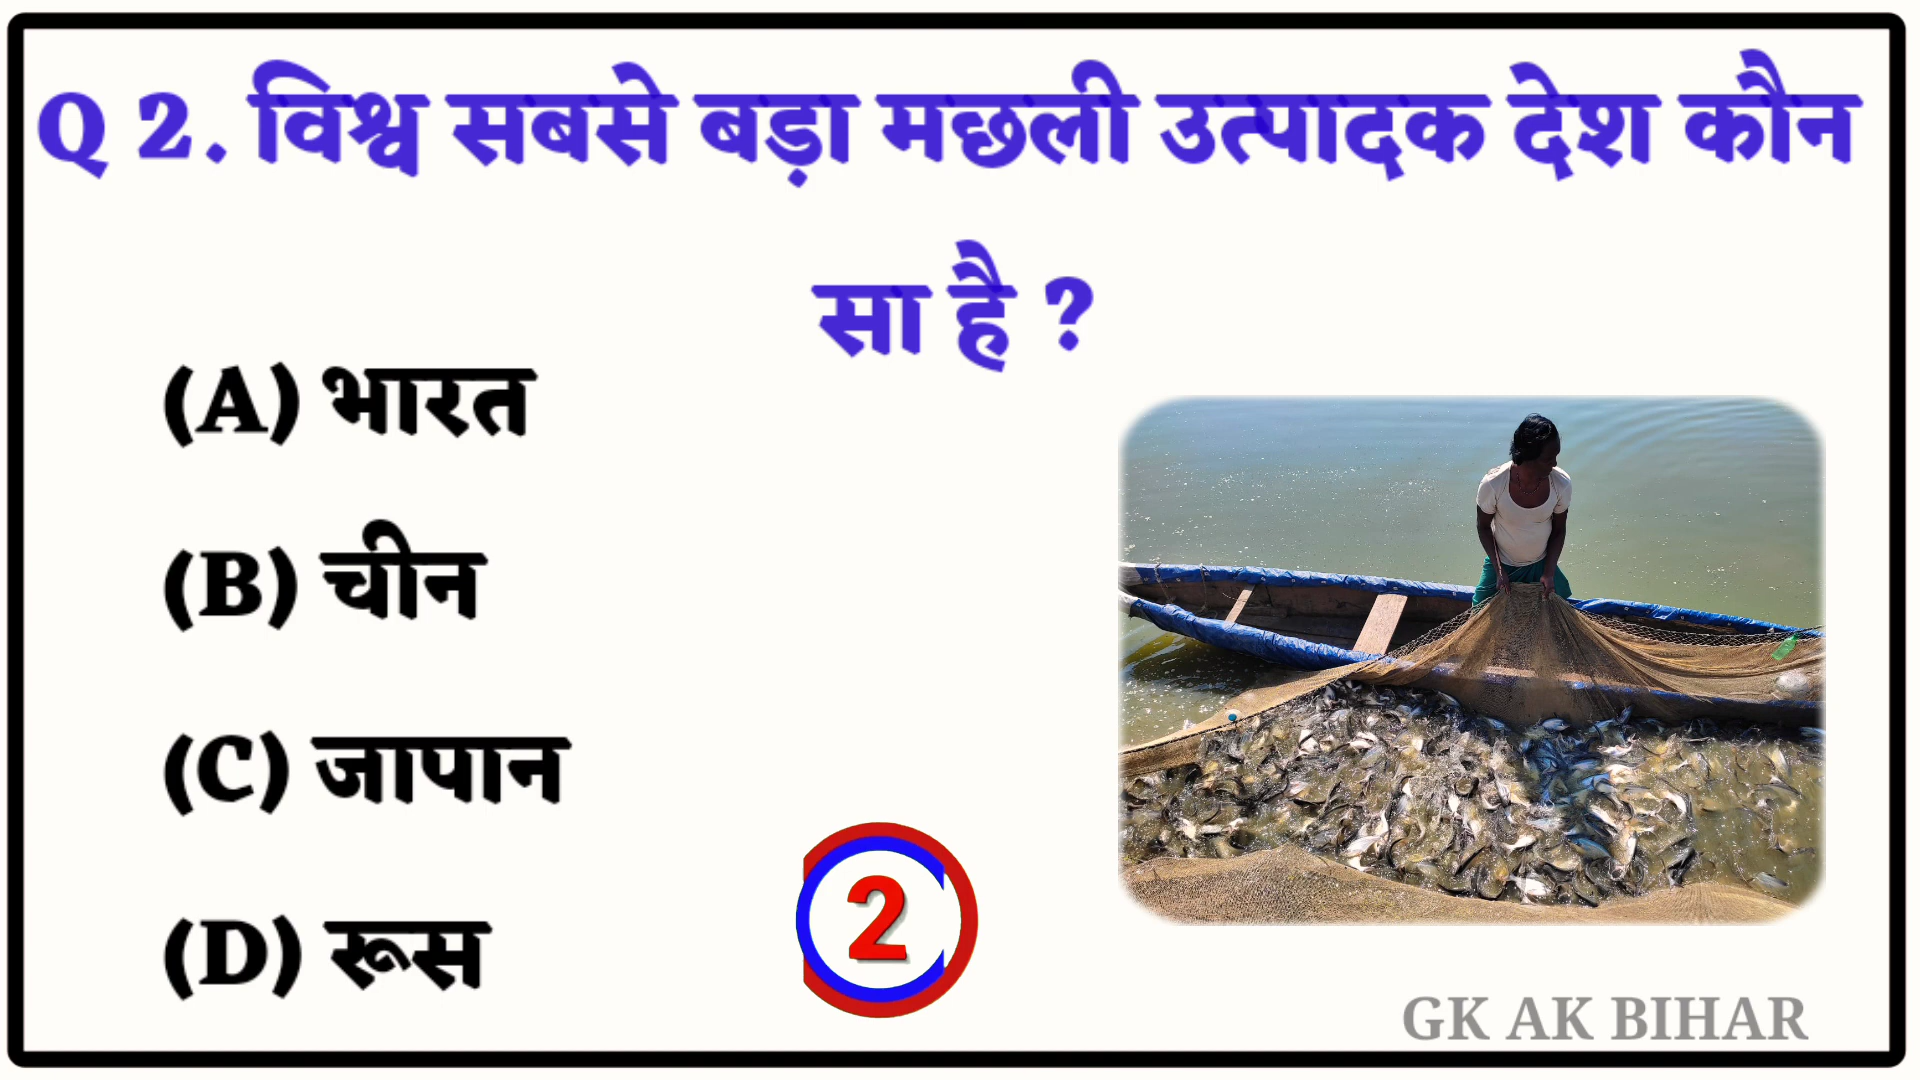 Q 2. विश्व सबसे बड़ा मछली उत्पादक देश कौन
सा है ?
(A) भारत
(B) चीन
(C) जापान
(D) रूस
2
GK AK BIHAR